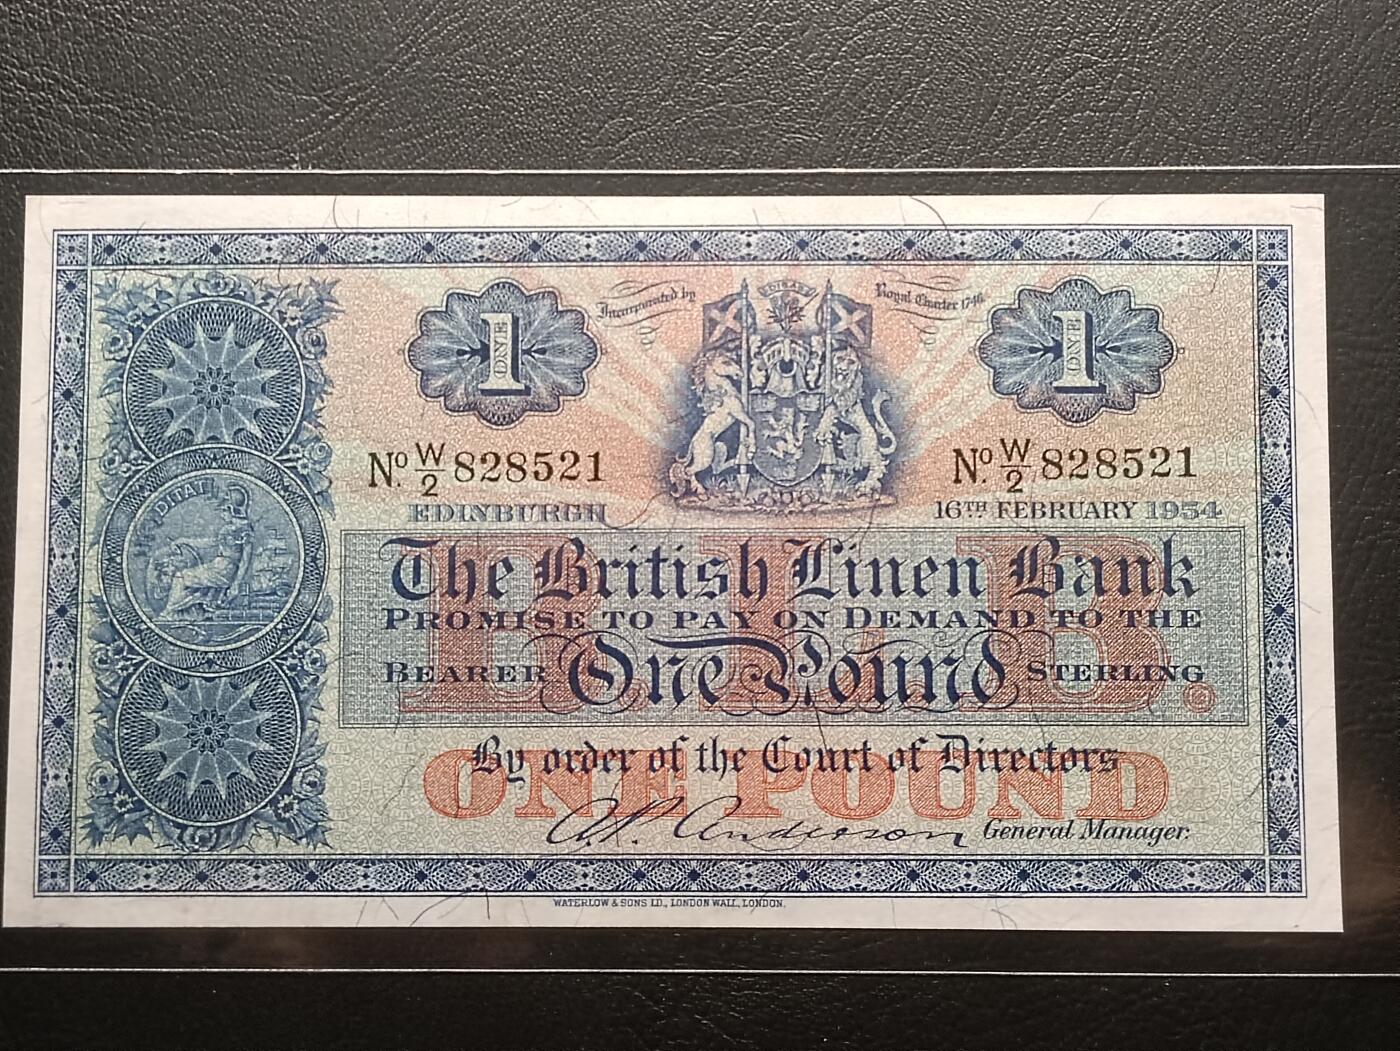 Incorporated by Royal Charter 1746.
1 ONE
1 ONE
No. W/2 828521
No. W/2 828521
EDINBURGH
16TH FEBRUARY 1954
B.L.B.
The British Linen Bank
PROMISE TO PAY ON DEMAND TO THE
BEARER One Pound STERLING
ONE POUND
By order of the Court of Directors
A.P. Anderson General Manager.
WATERLOW & SONS LD., LONDON WALL, LONDON.